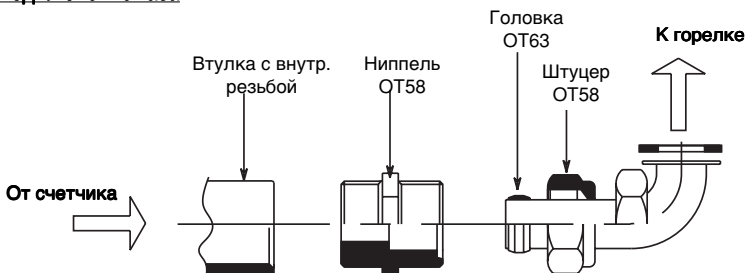 Головка
ОТ63
К горелке
Втулка с внутр.
резьбой
Ниппель
ОТ58
Штуцер
ОТ58
От счетчика